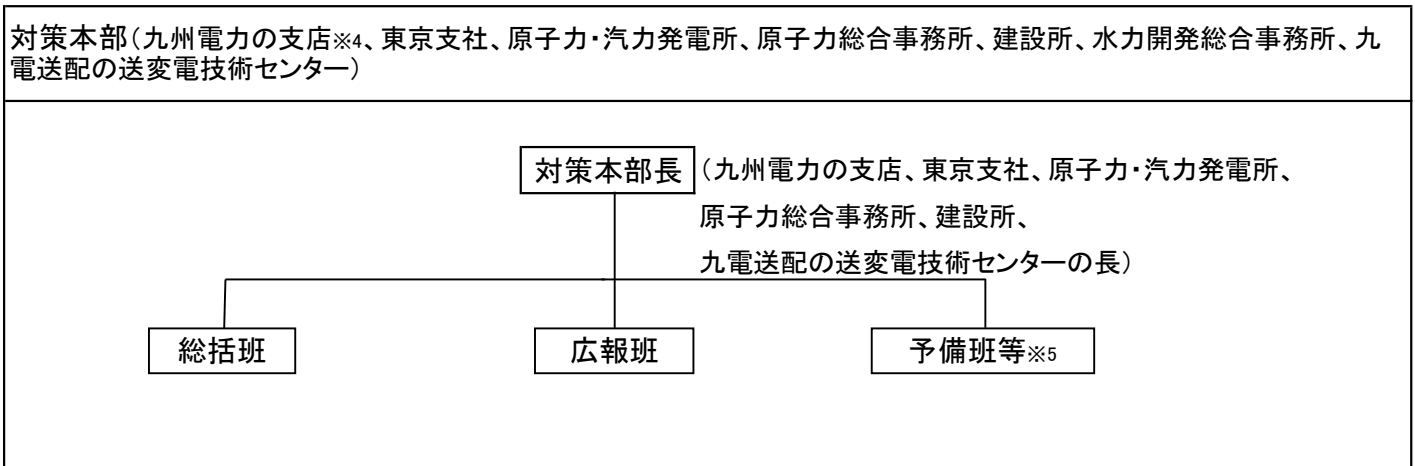 対策本部(九州電力の支店※4、東京支社、原子力・汽力発電所、原子力総合事務所、建設所、水力開発総合事務所、九
電送配の送変電技術センター)
対策本部長 (九州電力の支店、東京支社、原子力・汽力発電所、
原子力総合事務所、建設所、
九電送配の送変電技術センターの長)
総括班 広報班 予備班等※5